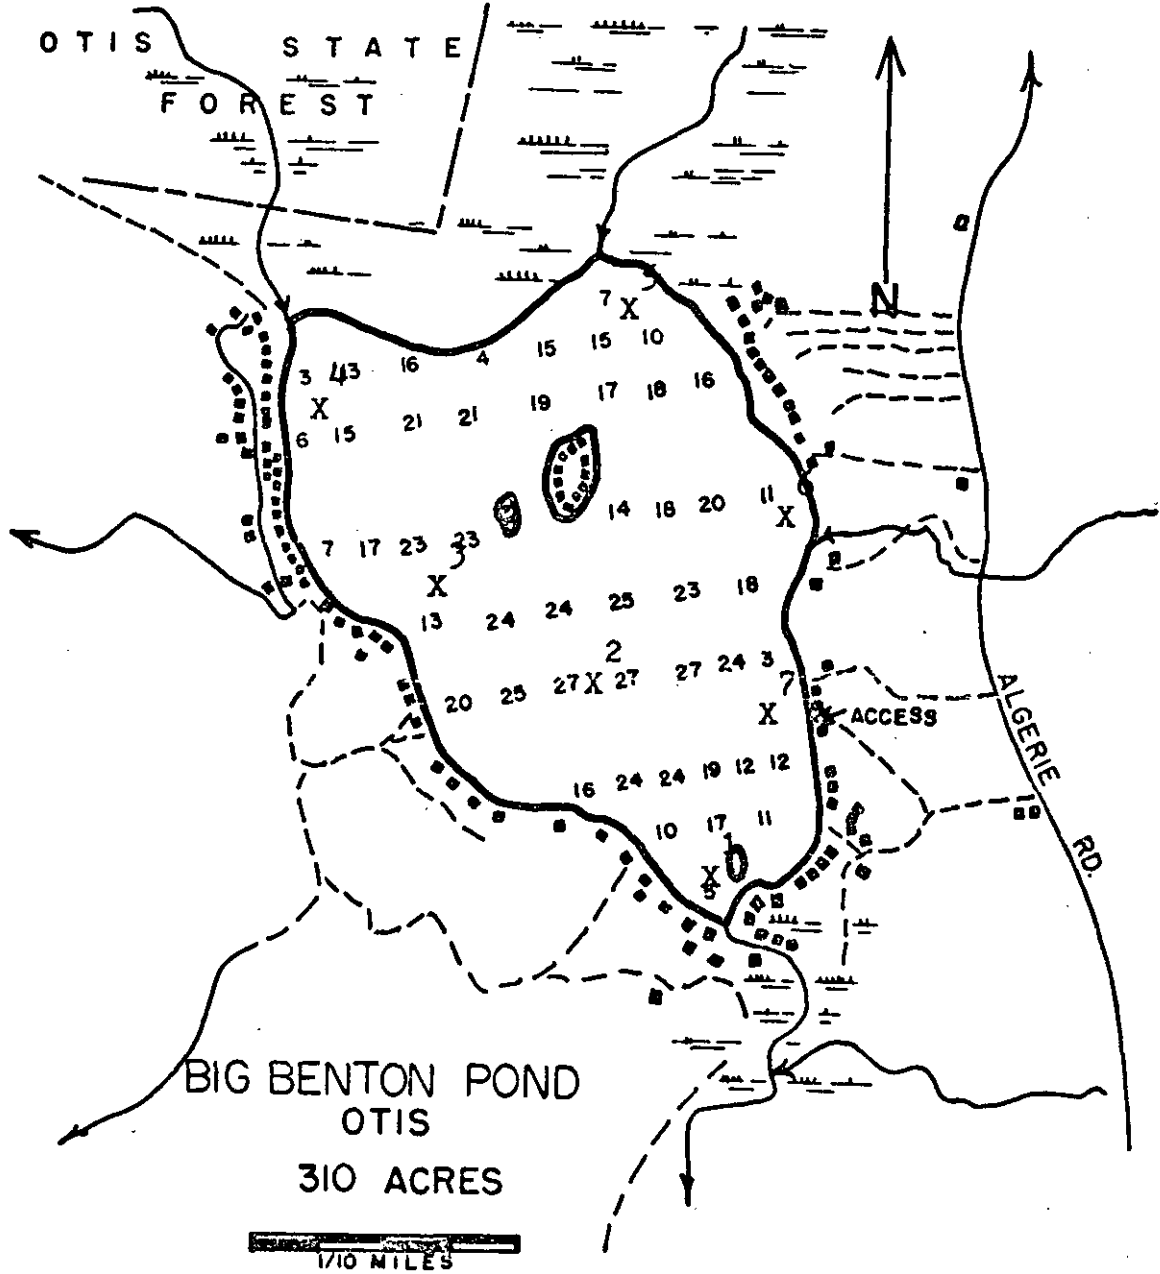 OTIS STATE
FOREST
N
7 X 5
3 43 16 4 15 15 10
X
6 15 21 21 19 17 18 16
7 17 23 23 14 18 20 11
X 3
X
13 24 24 25 23 18
2
20 25 27 X 27 27 24 3
7
X
ACCESS
ALGERIE RD.
16 24 24 19 12 12
10 17 11
1
X
5
BIG BENTON POND
OTIS
310 ACRES
1/10 MILES